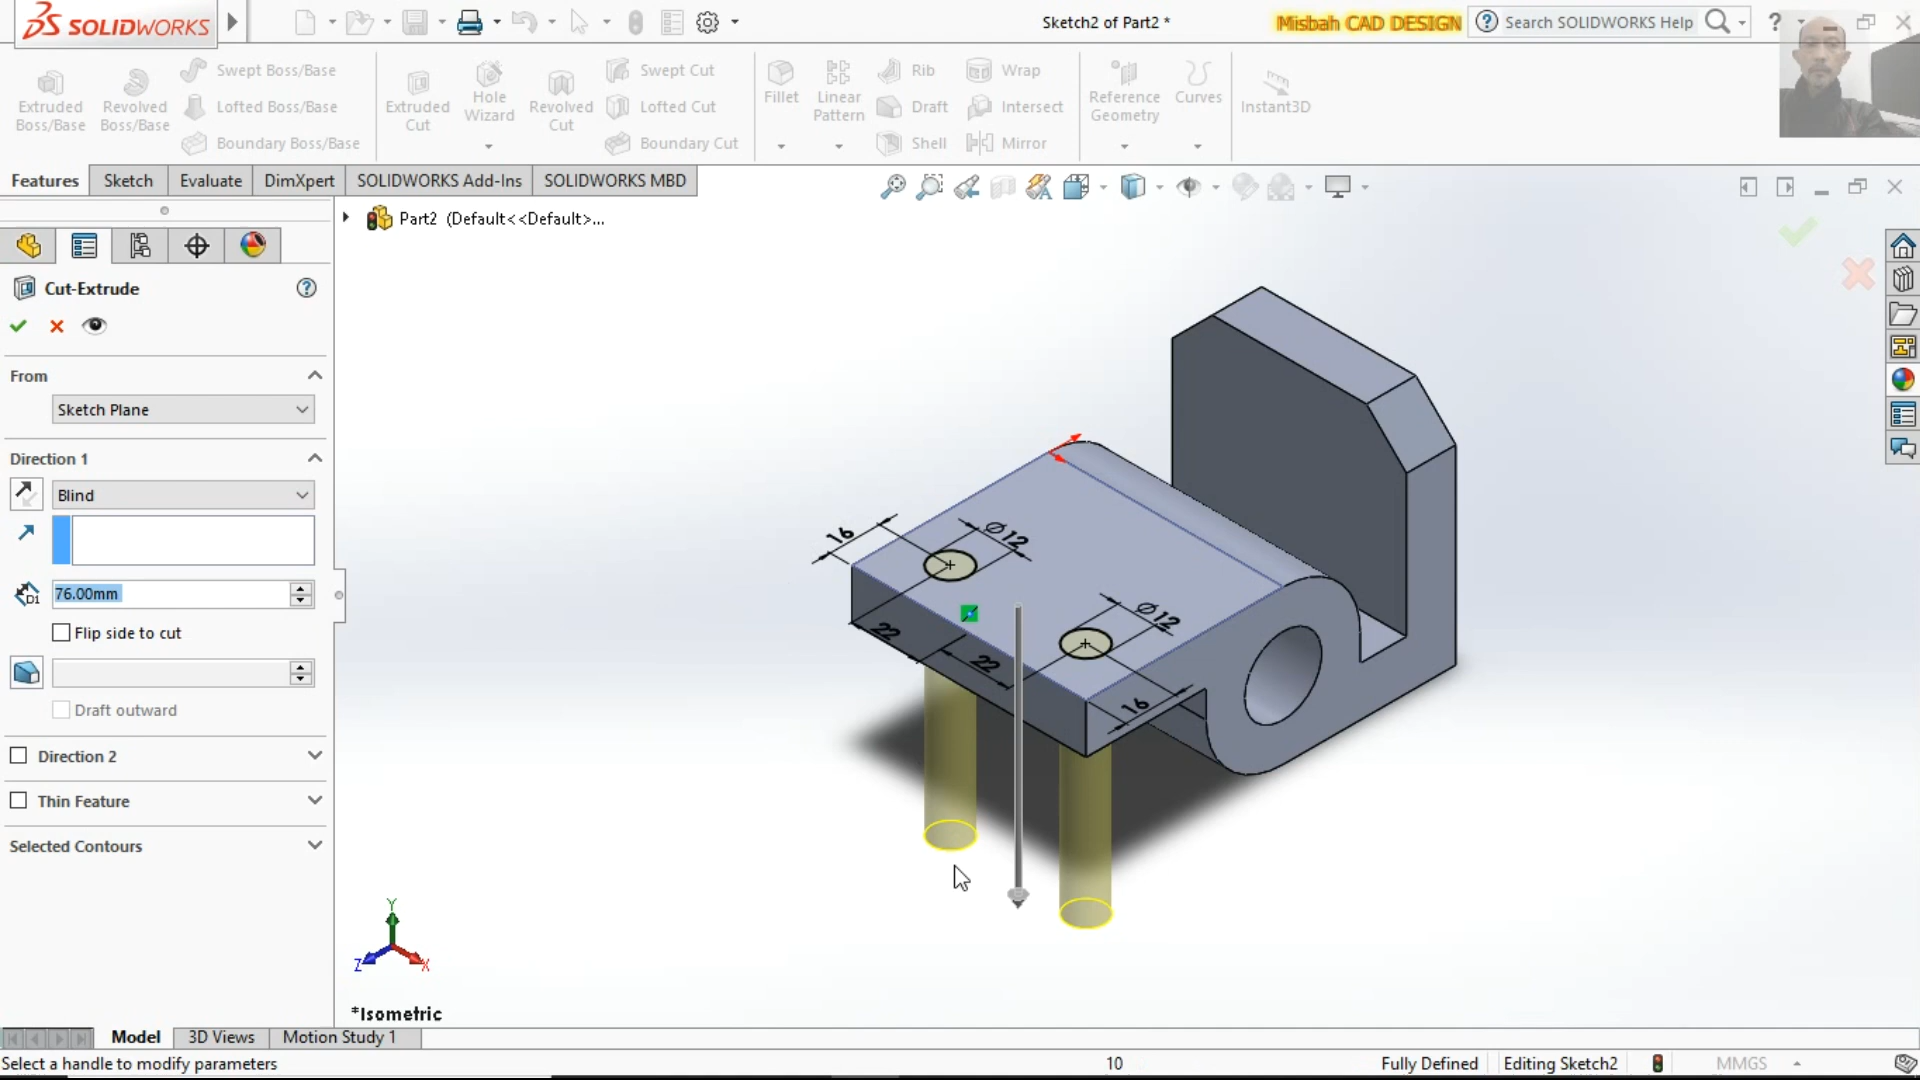 SOLIDWORKS
Sketch2 of Part2 *
Misbah CAD DESIGN
Search SOLIDWORKS Help
Extruded Boss/Base
Revolved Boss/Base
Swept Boss/Base
Lofted Boss/Base
Boundary Boss/Base
Extruded Cut
Hole Wizard
Revolved Cut
Swept Cut
Lofted Cut
Boundary Cut
Fillet
Linear Pattern
Rib
Draft
Shell
Wrap
Intersect
Mirror
Reference Geometry
Curves
Instant3D
Features
Sketch
Evaluate
DimXpert
SOLIDWORKS Add-Ins
SOLIDWORKS MBD
Part2 (Default<<Default>...
Cut-Extrude
From
Sketch Plane
Direction 1
Blind
D1
76.00mm
Flip side to cut
Draft outward
Direction 2
Thin Feature
Selected Contours
16
Ø12
Ø12
22
22
16
Y
Z
X
*Isometric
Model
3D Views
Motion Study 1
Select a handle to modify parameters
10
Fully Defined
Editing Sketch2
MMGS